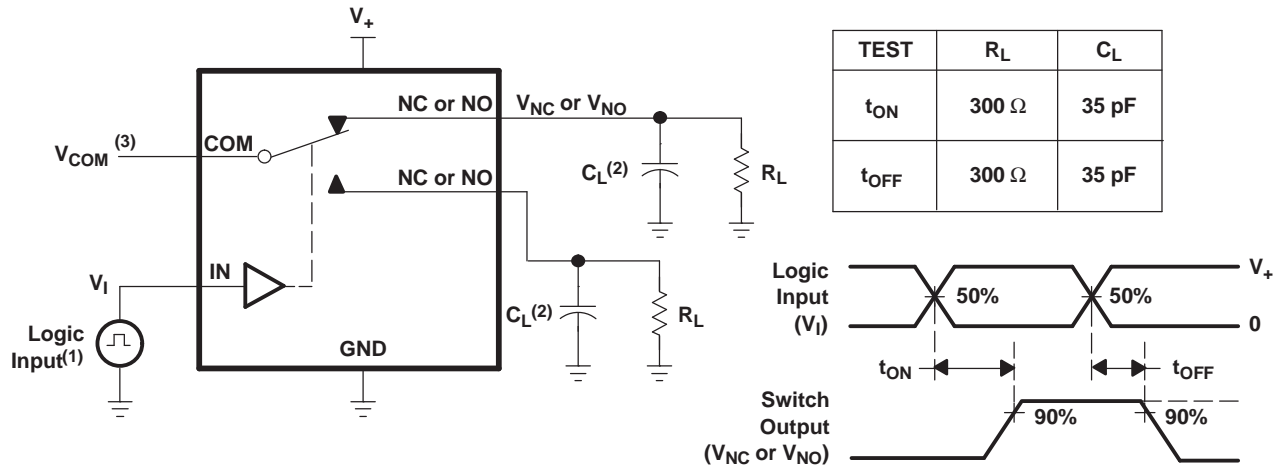 V+
NC or NO
VNC or VNO
COM
VCOM (3)
CL(2)
RL
NC or NO
VI
IN
CL(2)
RL
Logic
Input(1)
GND
TEST RL CL
tON 300 Ω 35 pF
tOFF 300 Ω 35 pF
Logic
Input
(VI)
50%
50%
V+
0
tON
tOFF
Switch
Output
(VNC or VNO)
90%
90%